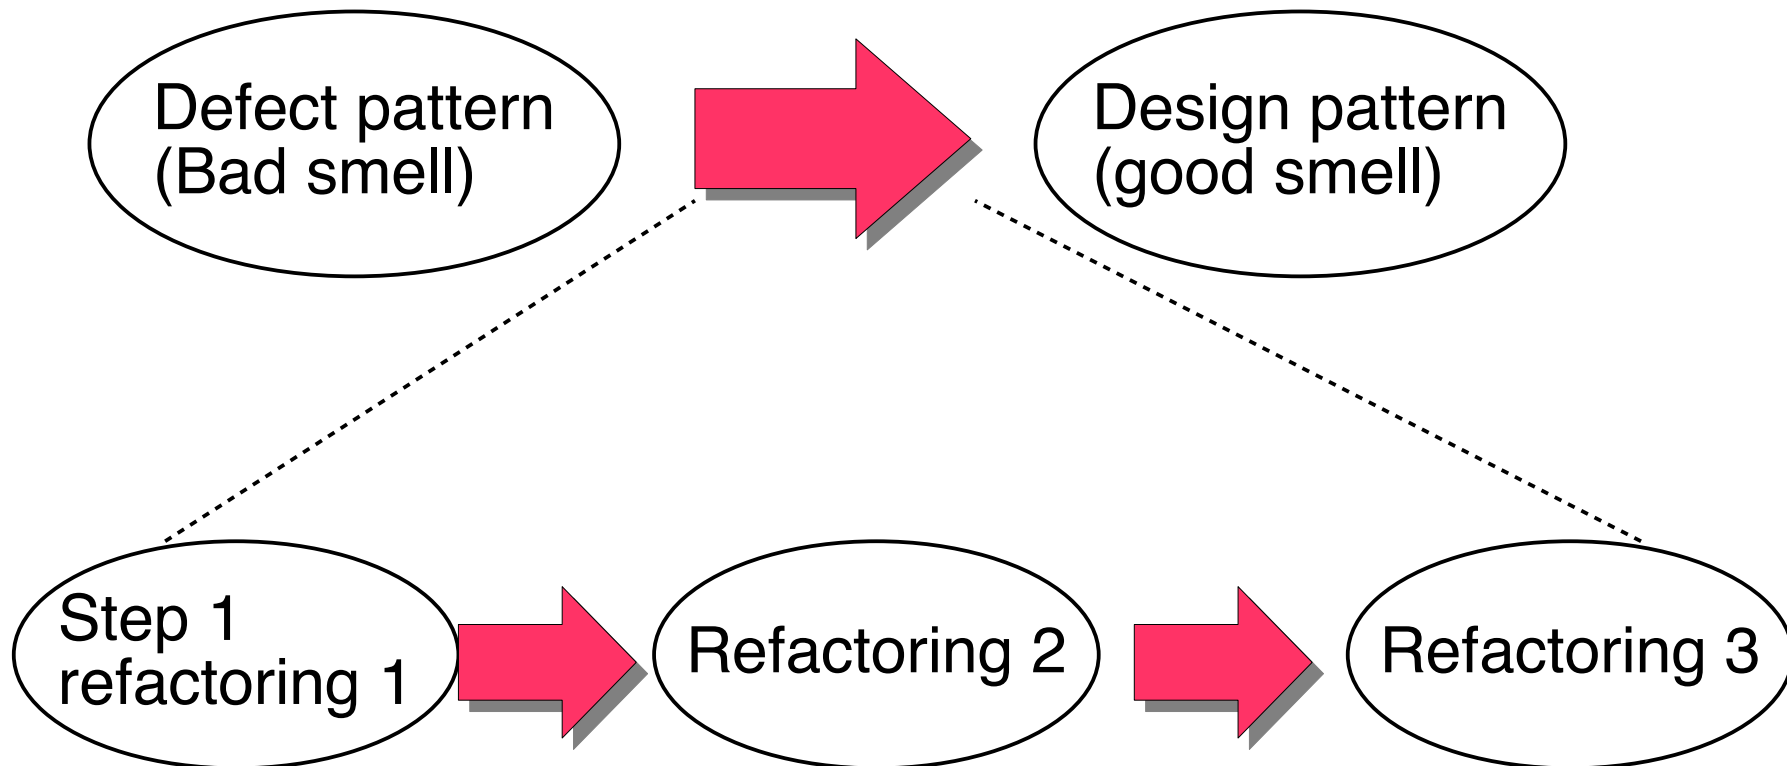 Defect pattern
(Bad smell)
Design pattern
(good smell)
Step 1
refactoring 1
Refactoring 2
Refactoring 3